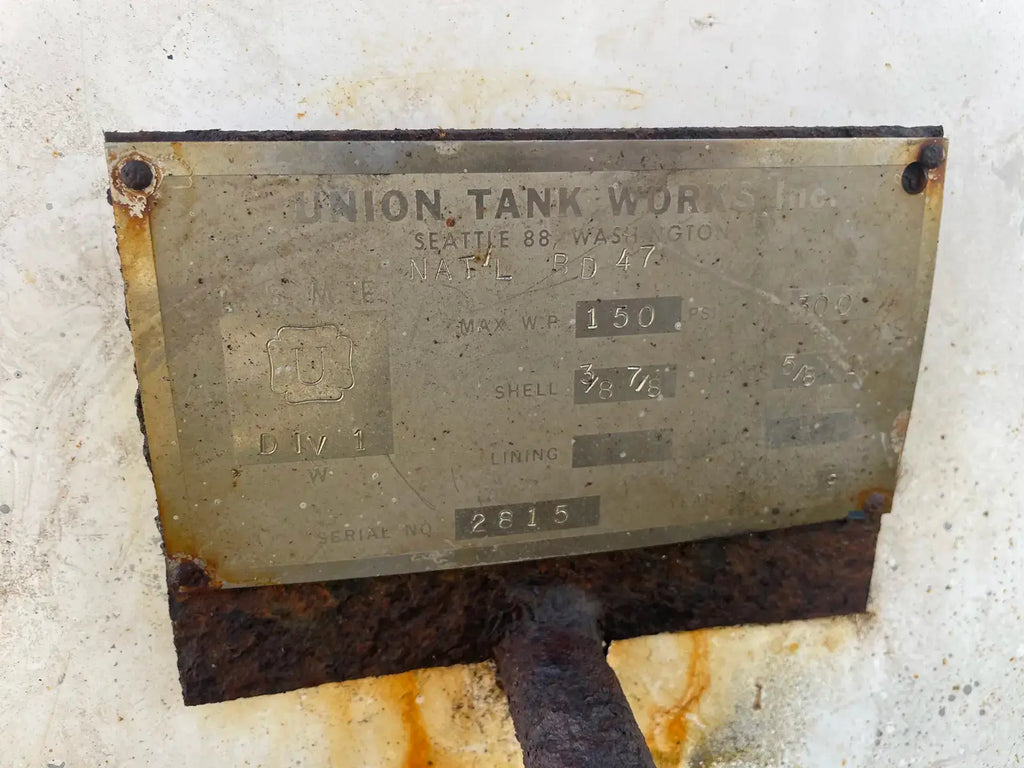 UNION TANK WORKS, Inc.
SEATTLE 88, WASHINGTON
NAT'L BD 47
MAX. W.P. 150 PSI 300
U
SHELL 3/8 7/8 5/8
DIV 1
LINING
W
SERIAL NO 2815